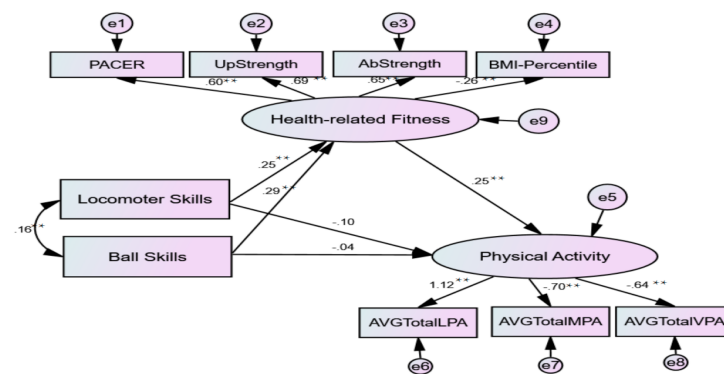 e1
e2
e3
e4
PACER
UpStrength
AbStrength
BMI-Percentile
.60**
.69 **
.65**
-.26 **
Health-related Fitness
e9
.25**
.29**
.25**
Locomoter Skills
e5
.16**
-.10
Ball Skills
-.04
Physical Activity
1.12**
-.70**
-.64 **
AVGTotalLPA
AVGTotalMPA
AVGTotalVPA
e6
e7
e8